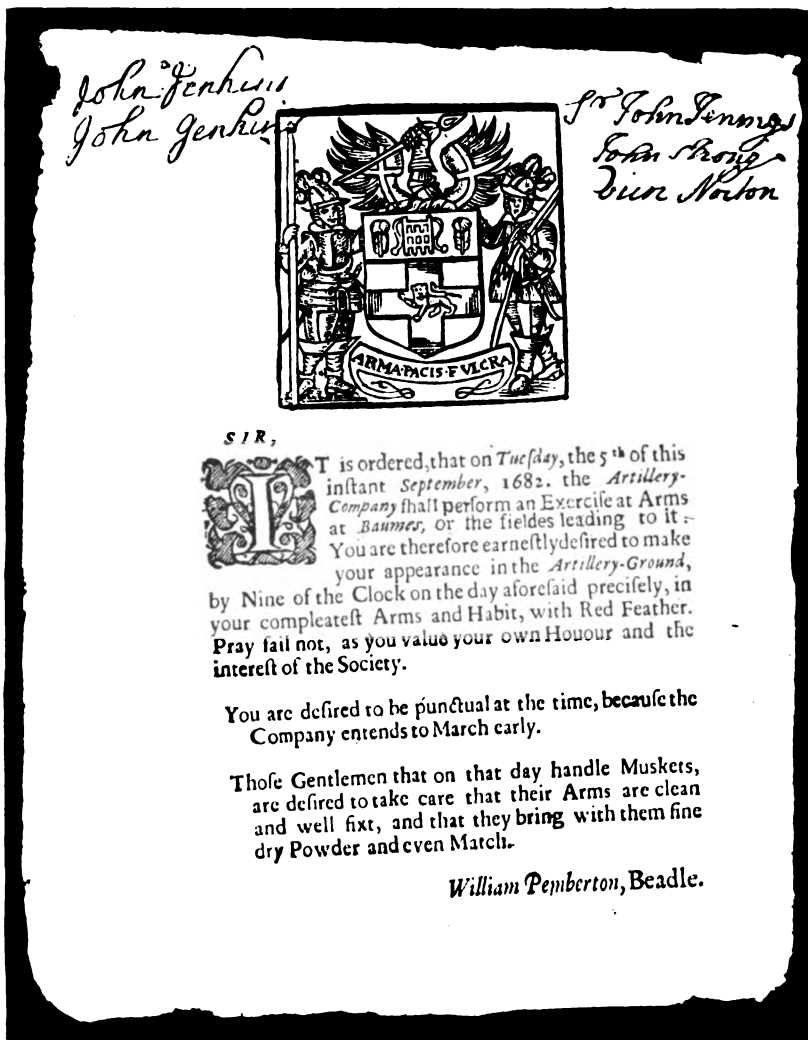 John Jenkins
John Jenkins
Sr John Jennings
John Strong
Norton
ARMA·PACIS·FVLCRA
SIR,
IT is ordered, that on Tueſday, the 5th of this
inſtant September, 1682. the Artillery-
Company ſhall perform an Exerciſe at Arms
at Baumes, or the fieldes leading to it :-
You are therefore earneſtlydeſired to make
your appearance in the Artillery-Ground,
by Nine of the Clock on the day aforeſaid preciſely, in
your compleateſt Arms and Habit, with Red Feather.
Pray fail not, as you value your own Houour and the
intereſt of the Society.
You are deſired to be punctual at the time, becauſe the
Company entends to March early.
Thoſe Gentlemen that on that day handle Muskets,
are deſired to take care that their Arms are clean
and well fixt, and that they bring with them fine
dry Powder and even Match.
William Pemberton, Beadle.